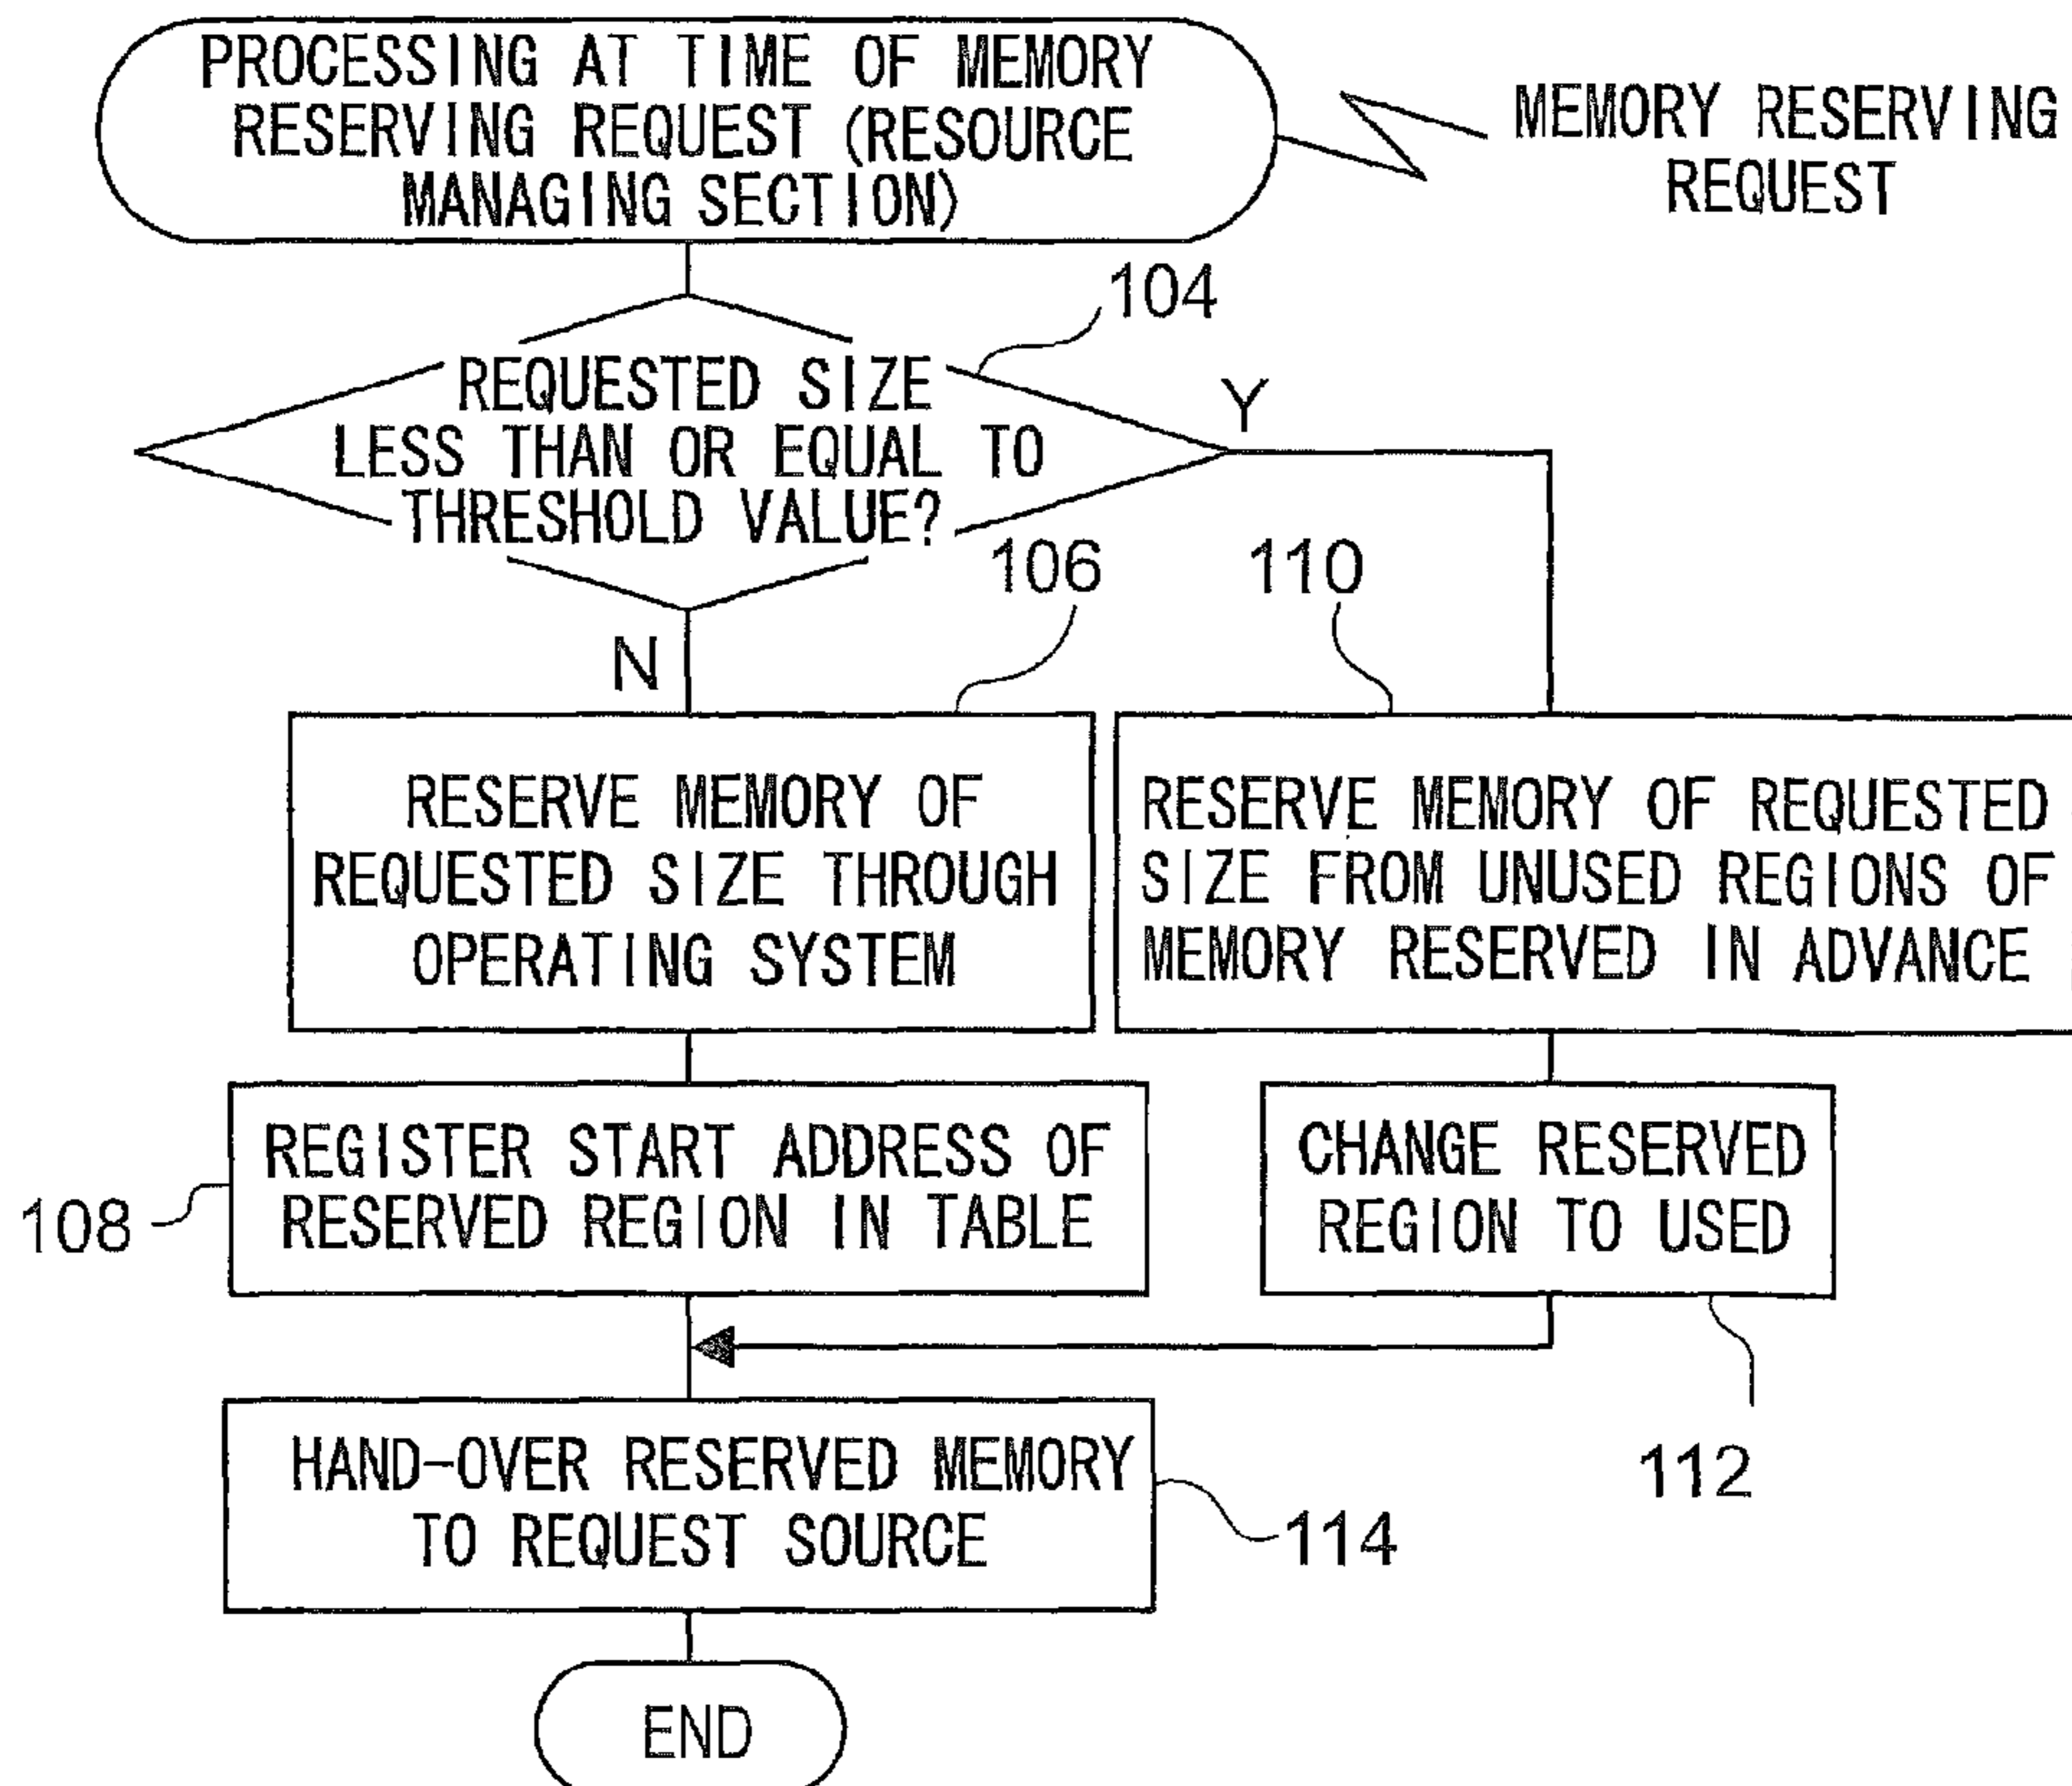 PROCESSING AT TIME OF MEMORY
RESERVING REQUEST (RESOURCE
MANAGING SECTION)
MEMORY RESERVING
REQUEST
104
REQUESTED SIZE
LESS THAN OR EQUAL TO
THRESHOLD VALUE?
Y
N
106
110
RESERVE MEMORY OF
REQUESTED SIZE THROUGH
OPERATING SYSTEM
RESERVE MEMORY OF REQUESTED
SIZE FROM UNUSED REGIONS OF
MEMORY RESERVED IN ADVANCE
108
REGISTER START ADDRESS OF
RESERVED REGION IN TABLE
CHANGE RESERVED
REGION TO USED
112
HAND-OVER RESERVED MEMORY
TO REQUEST SOURCE
114
END